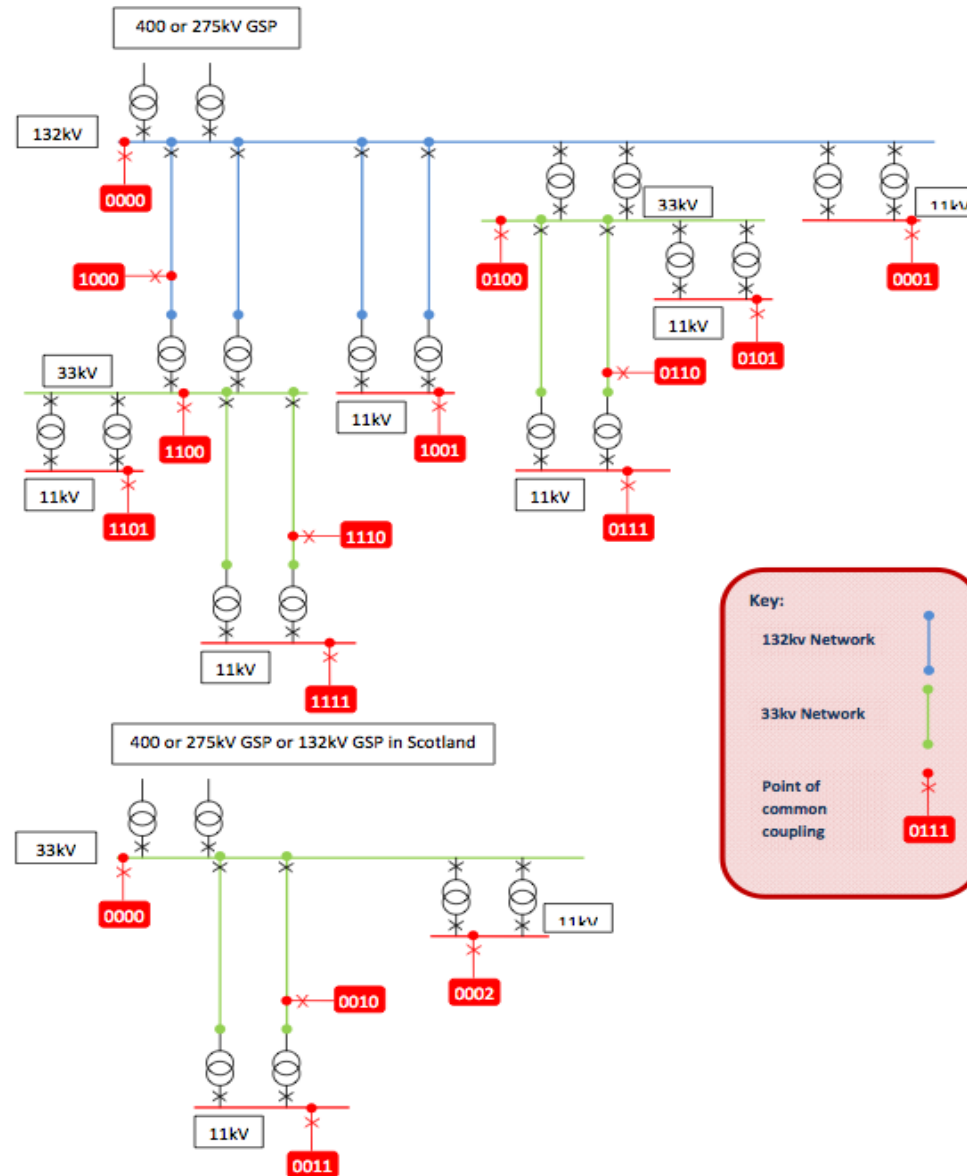 400 or 275kV GSP
132kV
0000
33kV
11kV
1000
0100
0001
11kV
0101
33kV
0110
11kV
1100
1001
11kV
11kV
0111
1101
1110
Key:
132kv Network
11kV
1111
33kv Network
400 or 275kV GSP or 132kV GSP in Scotland
Point of
common
coupling
0111
33kV
0000
11kV
0002
0010
11kV
0011